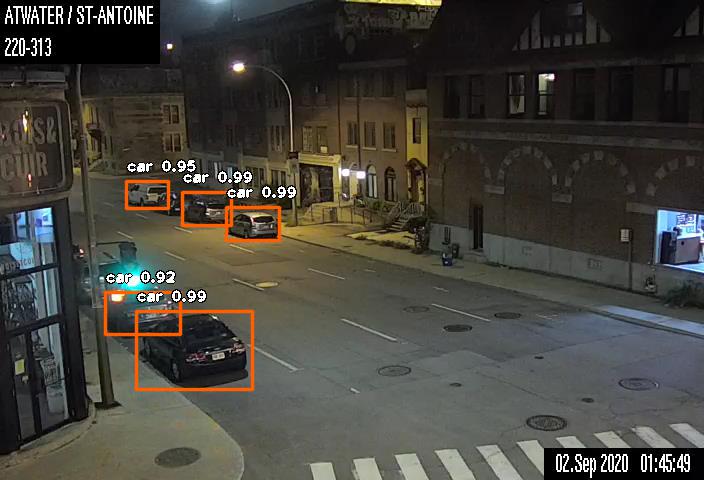 ATWATER / ST-ANTOINE
220-313
CUIR
car 0.95
car 0.99
car 0.99
car 0.92
car 0.99
02.Sep 2020 01:45:49